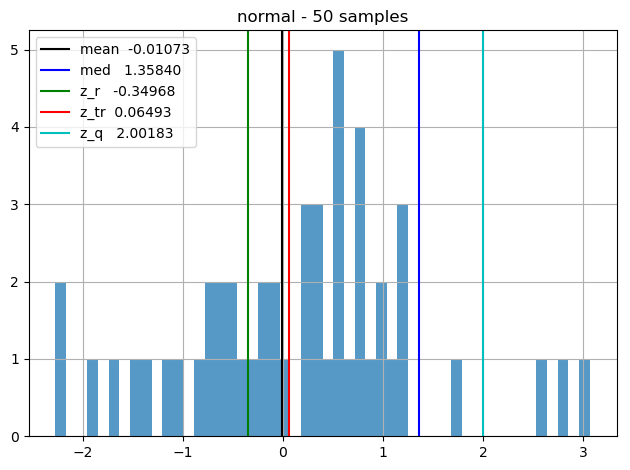 normal - 50 samples
mean -0.01073
med 1.35840
z_r -0.34968
z_tr 0.06493
z_q 2.00183
5
4
3
2
1
0
−2 −1 0 1 2 3